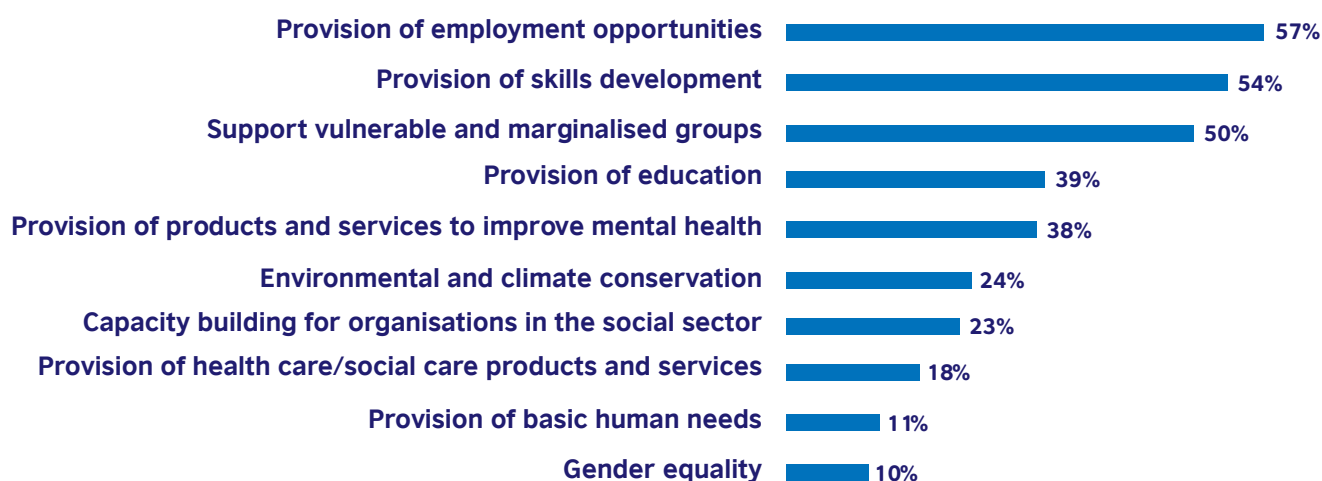 Provision of employment opportunities 57%
Provision of skills development 54%
Support vulnerable and marginalised groups 50%
Provision of education 39%
Provision of products and services to improve mental health 38%
Environmental and climate conservation 24%
Capacity building for organisations in the social sector 23%
Provision of health care/social care products and services 18%
Provision of basic human needs 11%
Gender equality 10%